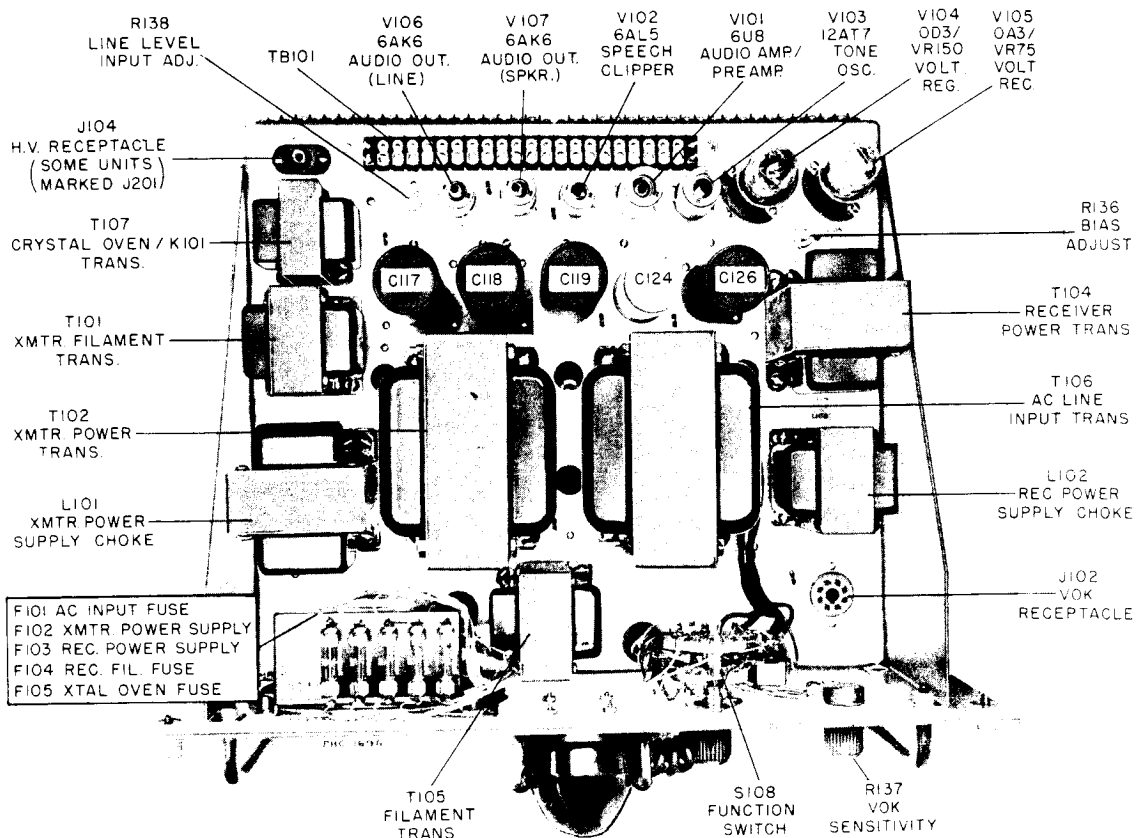 R138
LINE LEVEL
INPUT ADJ.
TB101
V106
6AK6
AUDIO OUT.
(LINE)
V107
6AK6
AUDIO OUT.
(SPKR.)
V102
6AL5
SPEECH
CLIPPER
V101
6U8
AUDIO AMP/
PREAMP.
V103
12AT7
TONE
OSC.
V104
OD3/
VR150
VOLT
REG.
V105
OA3/
VR75
VOLT
REC.
J104
H.V. RECEPTACLE
(SOME UNITS
MARKED J201)
T107
CRYSTAL OVEN/K101
TRANS.
T101
XMTR. FILAMENT
TRANS.
T102
XMTR. POWER
TRANS.
L101
XMTR POWER
SUPPLY CHOKE
F101 AC INPUT FUSE
F102 XMTR. POWER SUPPLY
F103 REC. POWER SUPPLY
F104 REC. FIL. FUSE
F105 XTAL OVEN FUSE
C117
C118
C119
C124
C126
R136
BIAS
ADJUST
T104
RECEIVER
POWER TRANS
T106
AC LINE
INPUT TRANS
L102
REC POWER
SUPPLY CHOKE
J102
VOK
RECEPTACLE
T105
FILAMENT
TRANS
S108
FUNCTION
SWITCH
R137
VOK
SENSITIVITY